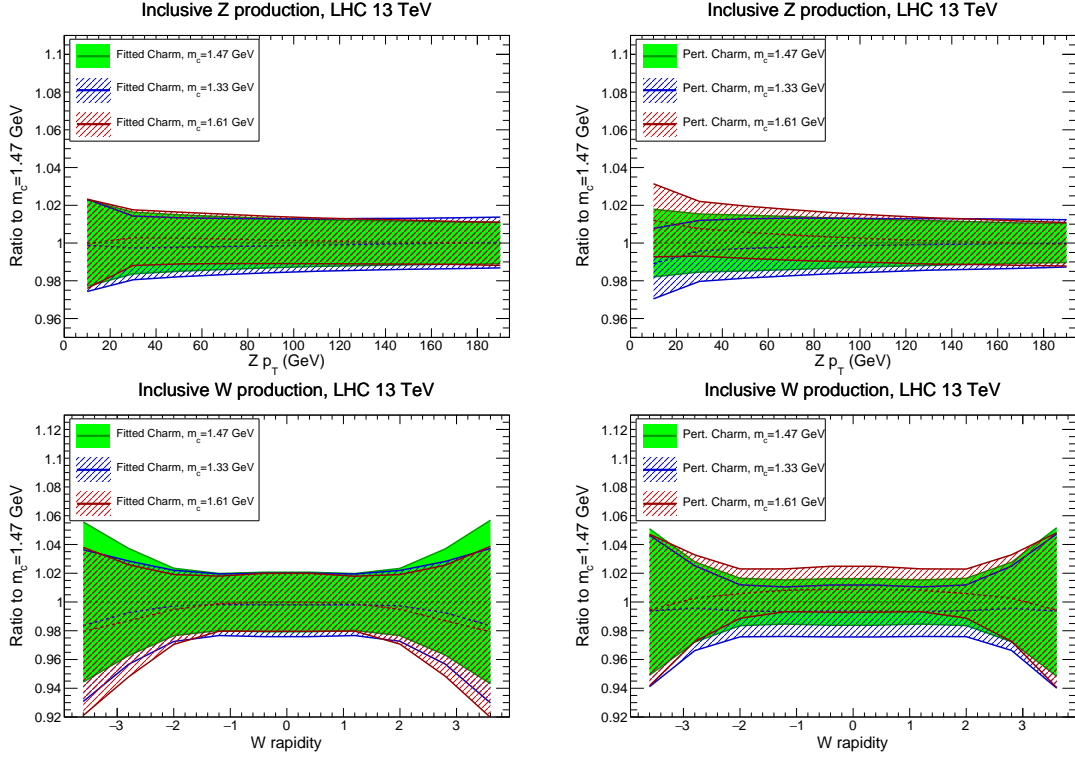 Inclusive Z production, LHC 13 TeV
Ratio to m_c=1.47 GeV
1.1
1.08
1.06
1.04
1.02
1
0.98
0.96
Fitted Charm, m_c=1.47 GeV
Fitted Charm, m_c=1.33 GeV
Fitted Charm, m_c=1.61 GeV
0 20 40 60 80 100 120 140 160 180
Z p_T (GeV)
Inclusive Z production, LHC 13 TeV
Ratio to m_c=1.47 GeV
1.1
1.08
1.06
1.04
1.02
1
0.98
0.96
Pert. Charm, m_c=1.47 GeV
Pert. Charm, m_c=1.33 GeV
Pert. Charm, m_c=1.61 GeV
0 20 40 60 80 100 120 140 160 180
Z p_T (GeV)
Inclusive W production, LHC 13 TeV
Ratio to m_c=1.47 GeV
1.12
1.1
1.08
1.06
1.04
1.02
1
0.98
0.96
0.94
0.92
Fitted Charm, m_c=1.47 GeV
Fitted Charm, m_c=1.33 GeV
Fitted Charm, m_c=1.61 GeV
−3 −2 −1 0 1 2 3
W rapidity
Inclusive W production, LHC 13 TeV
Ratio to m_c=1.47 GeV
1.12
1.1
1.08
1.06
1.04
1.02
1
0.98
0.96
0.94
0.92
Pert. Charm, m_c=1.47 GeV
Pert. Charm, m_c=1.33 GeV
Pert. Charm, m_c=1.61 GeV
−3 −2 −1 0 1 2 3
W rapidity